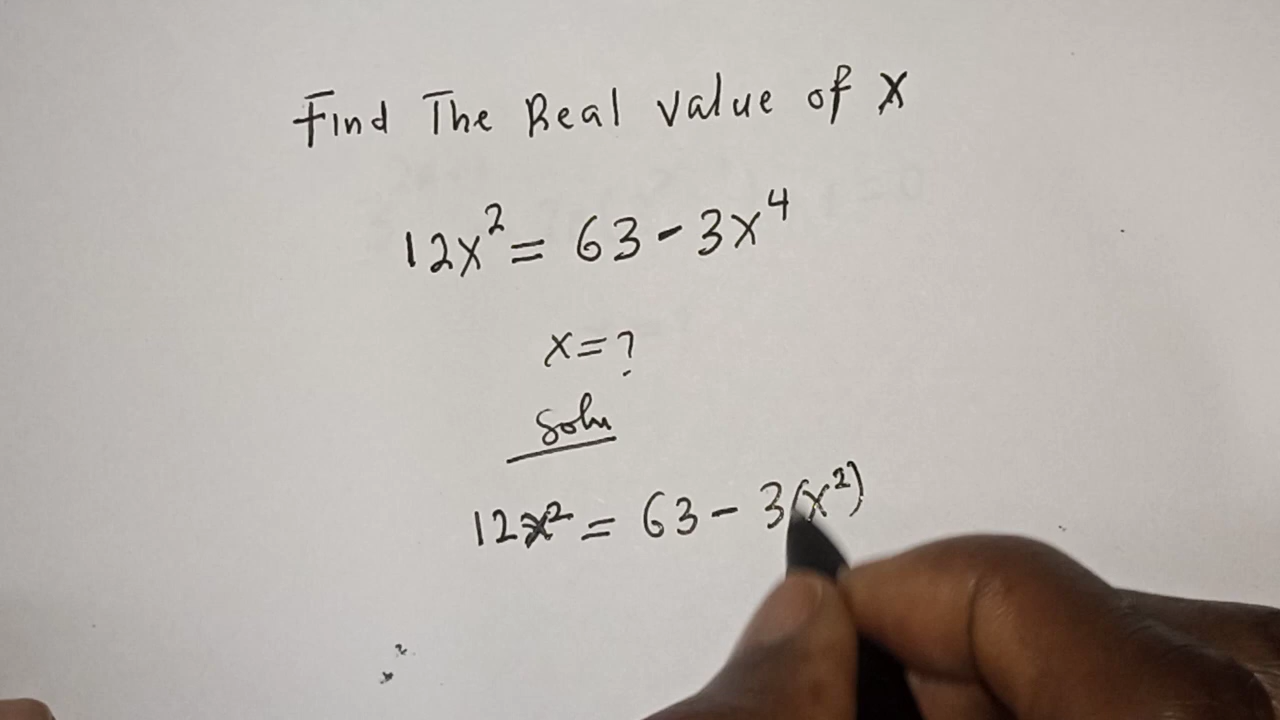 Find The Real Value of X
12x² = 63 - 3x⁴
x = ?
Soln
12x² = 63 - 3(x²)